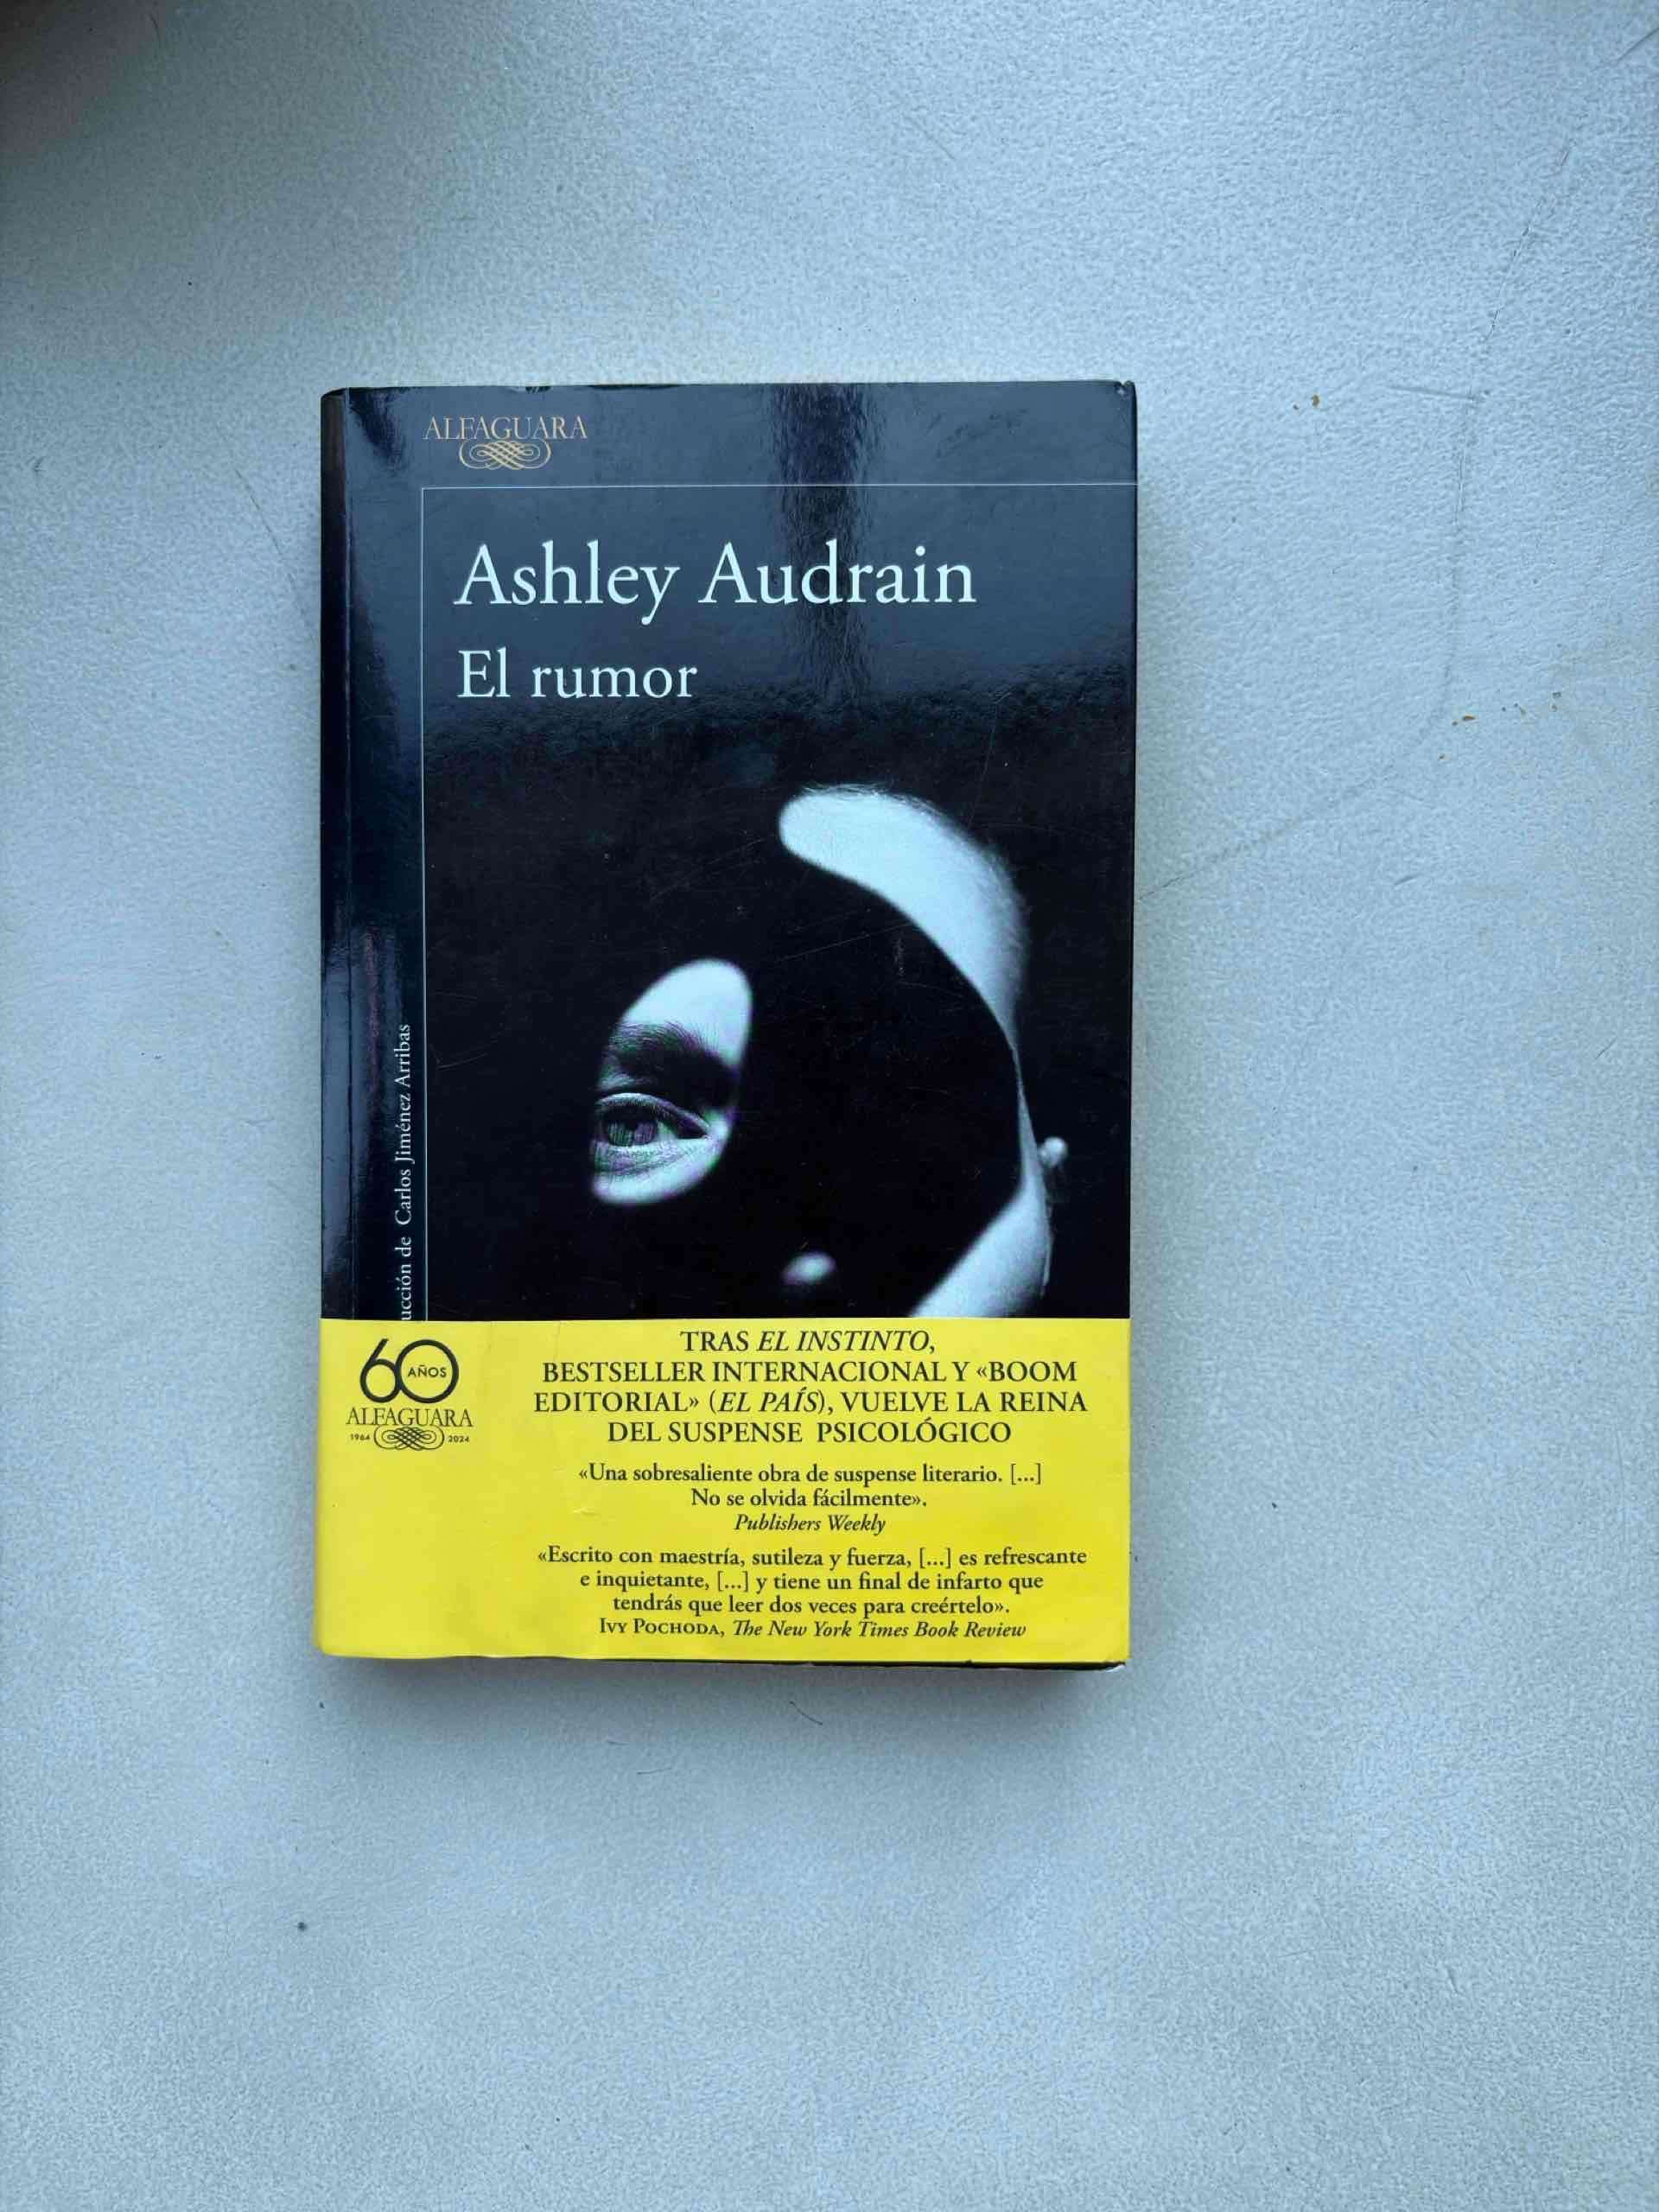 ALFAGUARA
Ashley Audrain
El rumor
de Carlos Jiménez Arribas
60 AÑOS
ALFAGUARA
1964 2024
TRAS EL INSTINTO,
BESTSELLER INTERNACIONAL Y «BOOM
EDITORIAL» (EL PAÍS), VUELVE LA REINA
DEL SUSPENSE PSICOLÓGICO
«Una sobresaliente obra de suspense literario. [...]
No se olvida fácilmente».
Publishers Weekly
«Escrito con maestría, sutileza y fuerza, [...] es refrescante
e inquietante, [...] y tiene un final de infarto que
tendrás que leer dos veces para creértelo».
IVY POCHODA, The New York Times Book Review